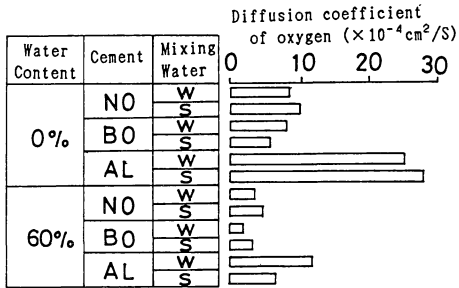 Diffusion coefficient
of oxygen (×10⁻⁴cm²/S)
Water Content Cement Mixing Water 0 10 20 30
0% NO W
S
BO W
S
AL W
S
60% NO W
S
BO W
S
AL W
S